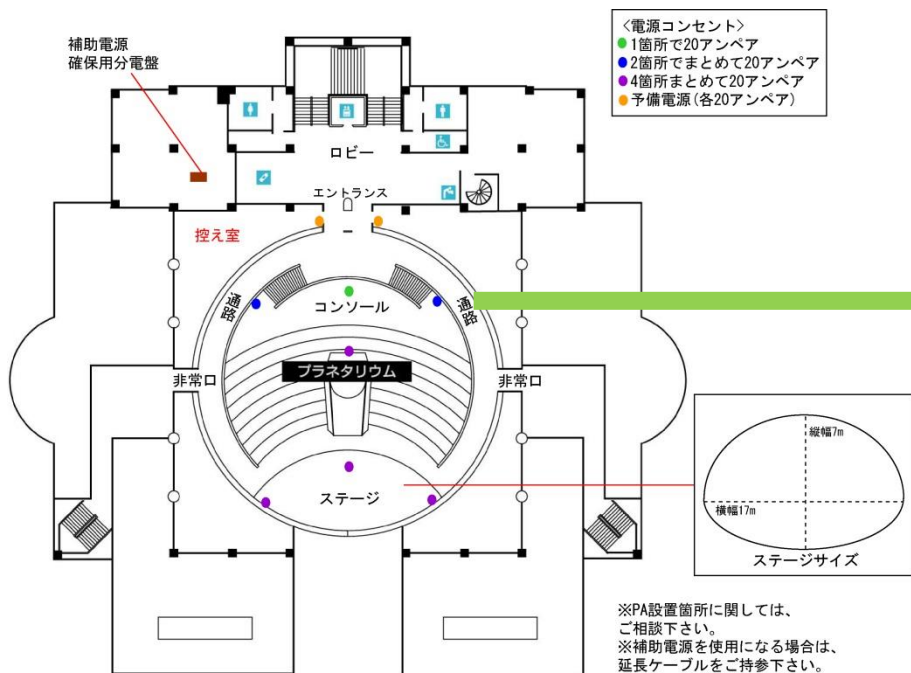 補助電源
確保用分電盤
<電源コンセント>
1箇所で20アンペア
2箇所でまとめて20アンペア
4箇所まとめて20アンペア
予備電源(各20アンペア)
ロビー
エントランス
控え室
通路
通路
コンソール
プラネタリウム
非常口
非常口
ステージ
縦幅7m
横幅17m
ステージサイズ
※PA設置箇所に関しては、
ご相談下さい。
※補助電源を使用になる場合は、
延長ケーブルをご持参下さい。